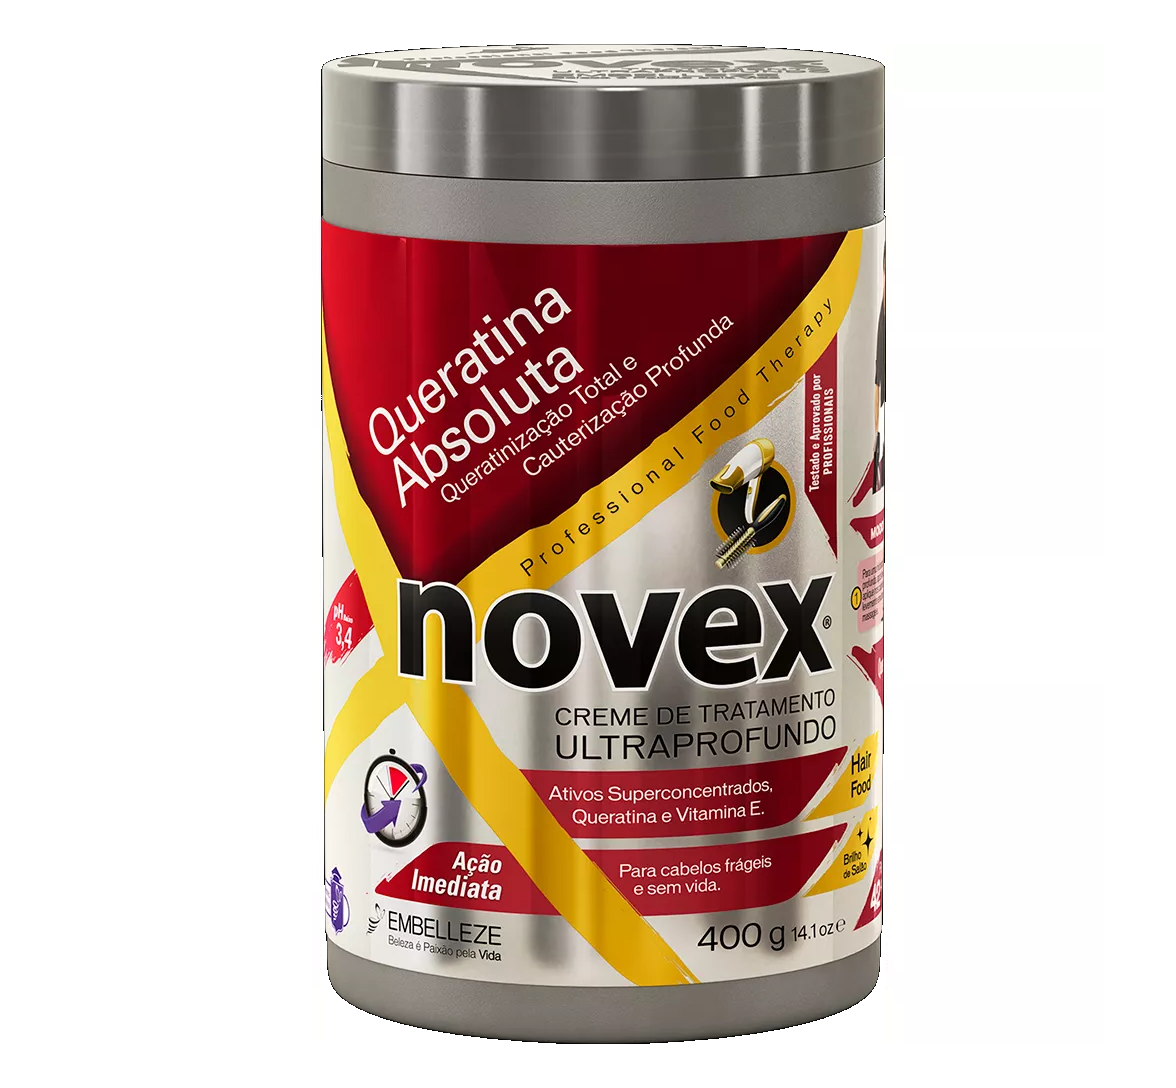 novex
Queratina
Absoluta
Queratinização Total e
Cauterização Profunda
Professional Food Therapy
Testado e Aprovado por
PROFISSIONAIS
pH
3,4
novex®
CREME DE TRATAMENTO
ULTRAPROFUNDO
Ativos Superconcentrados,
Queratina e Vitamina E.
Hair
Food
Para cabelos frágeis
e sem vida.
Brilho
de Salão
Ação
Imediata
EMBELLEZE
Beleza é Paixão pela Vida
400 g 14.1 oz ℮
1